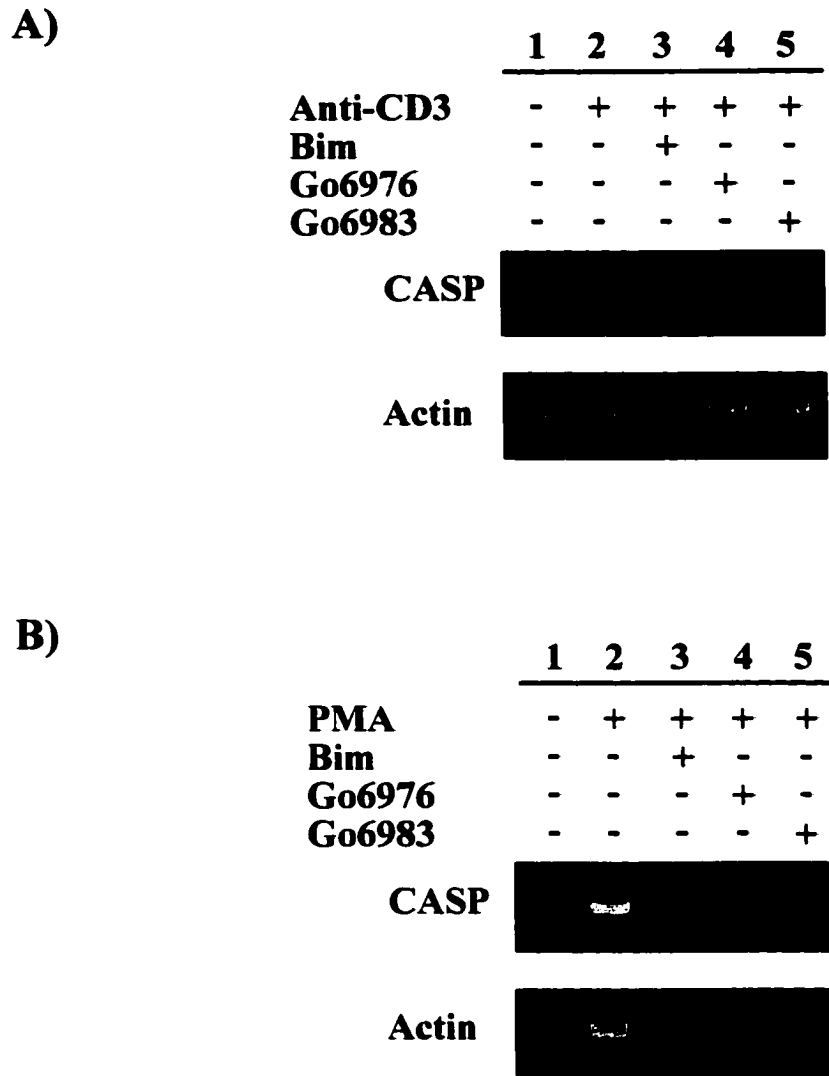 A)
1 2 3 4 5
Anti-CD3 - + + + +
Bim - - + - -
Go6976 - - - + -
Go6983 - - - - +
CASP
Actin
B)
1 2 3 4 5
PMA - + + + +
Bim - - + - -
Go6976 - - - + -
Go6983 - - - - +
CASP
Actin